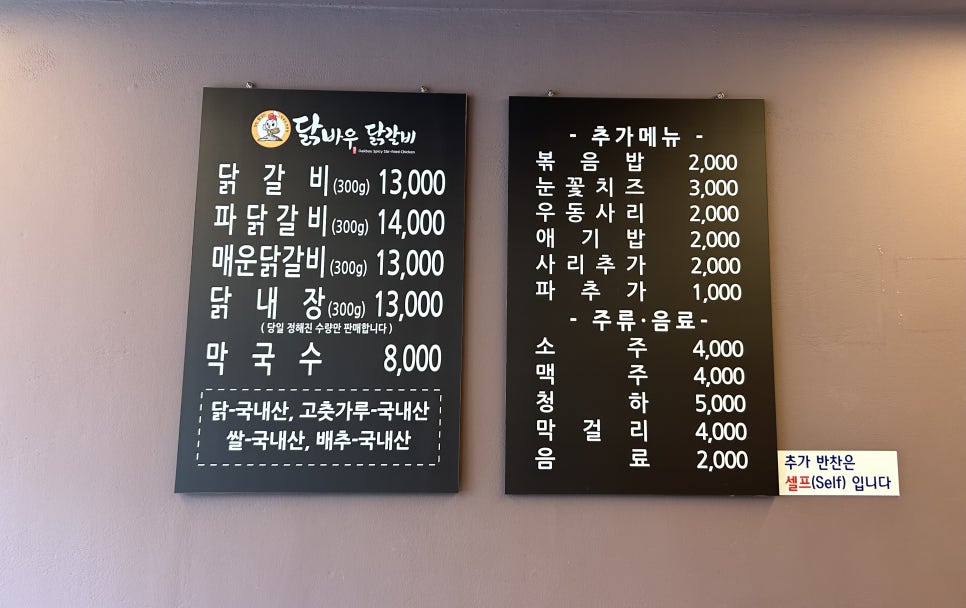 닭바우 닭갈비
닭갈비(300g) 13,000
파닭갈비(300g) 14,000
매운닭갈비(300g) 13,000
닭내장(300g) 13,000
( 당일 정해진 수량만 판매합니다 )
막국수 8,000
닭-국내산, 고춧가루-국내산
쌀-국내산, 배추-국내산
- 추가메뉴 -
볶음밥 2,000
눈꽃치즈 3,000
우동사리 2,000
애기밥 2,000
사리추가 2,000
파추가 1,000
- 주류·음료-
소주 4,000
맥주 4,000
청하 5,000
막걸리 4,000
음료 2,000
추가 반찬은
셀프(Self) 입니다